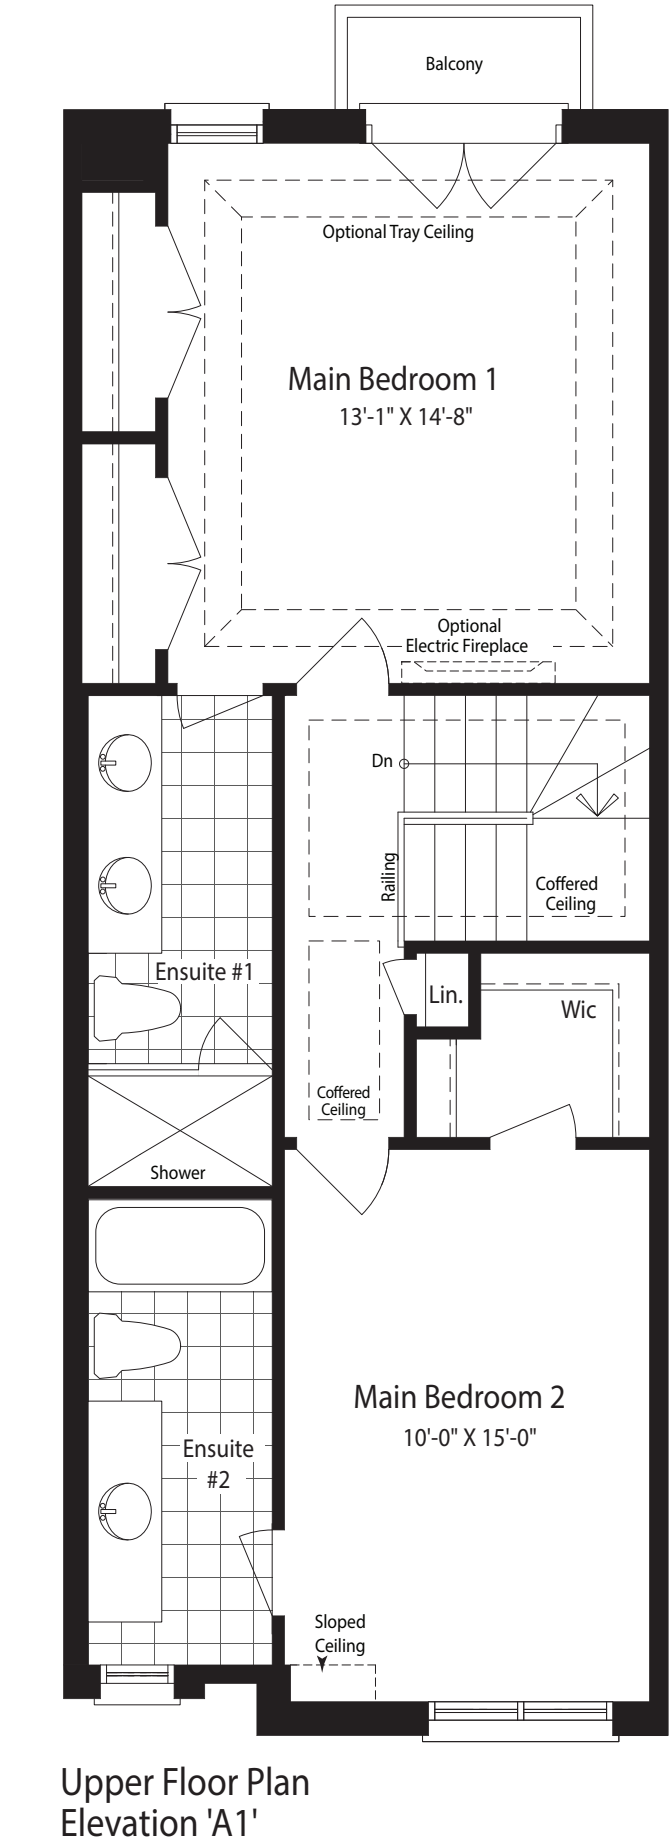 Balcony
Optional Tray Ceiling
Main Bedroom 1
13'-1" X 14'-8"
Optional
Electric Fireplace
Dn
Railing
Coffered
Ceiling
Ensuite #1
Lin.
Wic
Coffered
Ceiling
Shower
Main Bedroom 2
10'-0" X 15'-0"
Ensuite
#2
Sloped
Ceiling
Upper Floor Plan
Elevation 'A1'